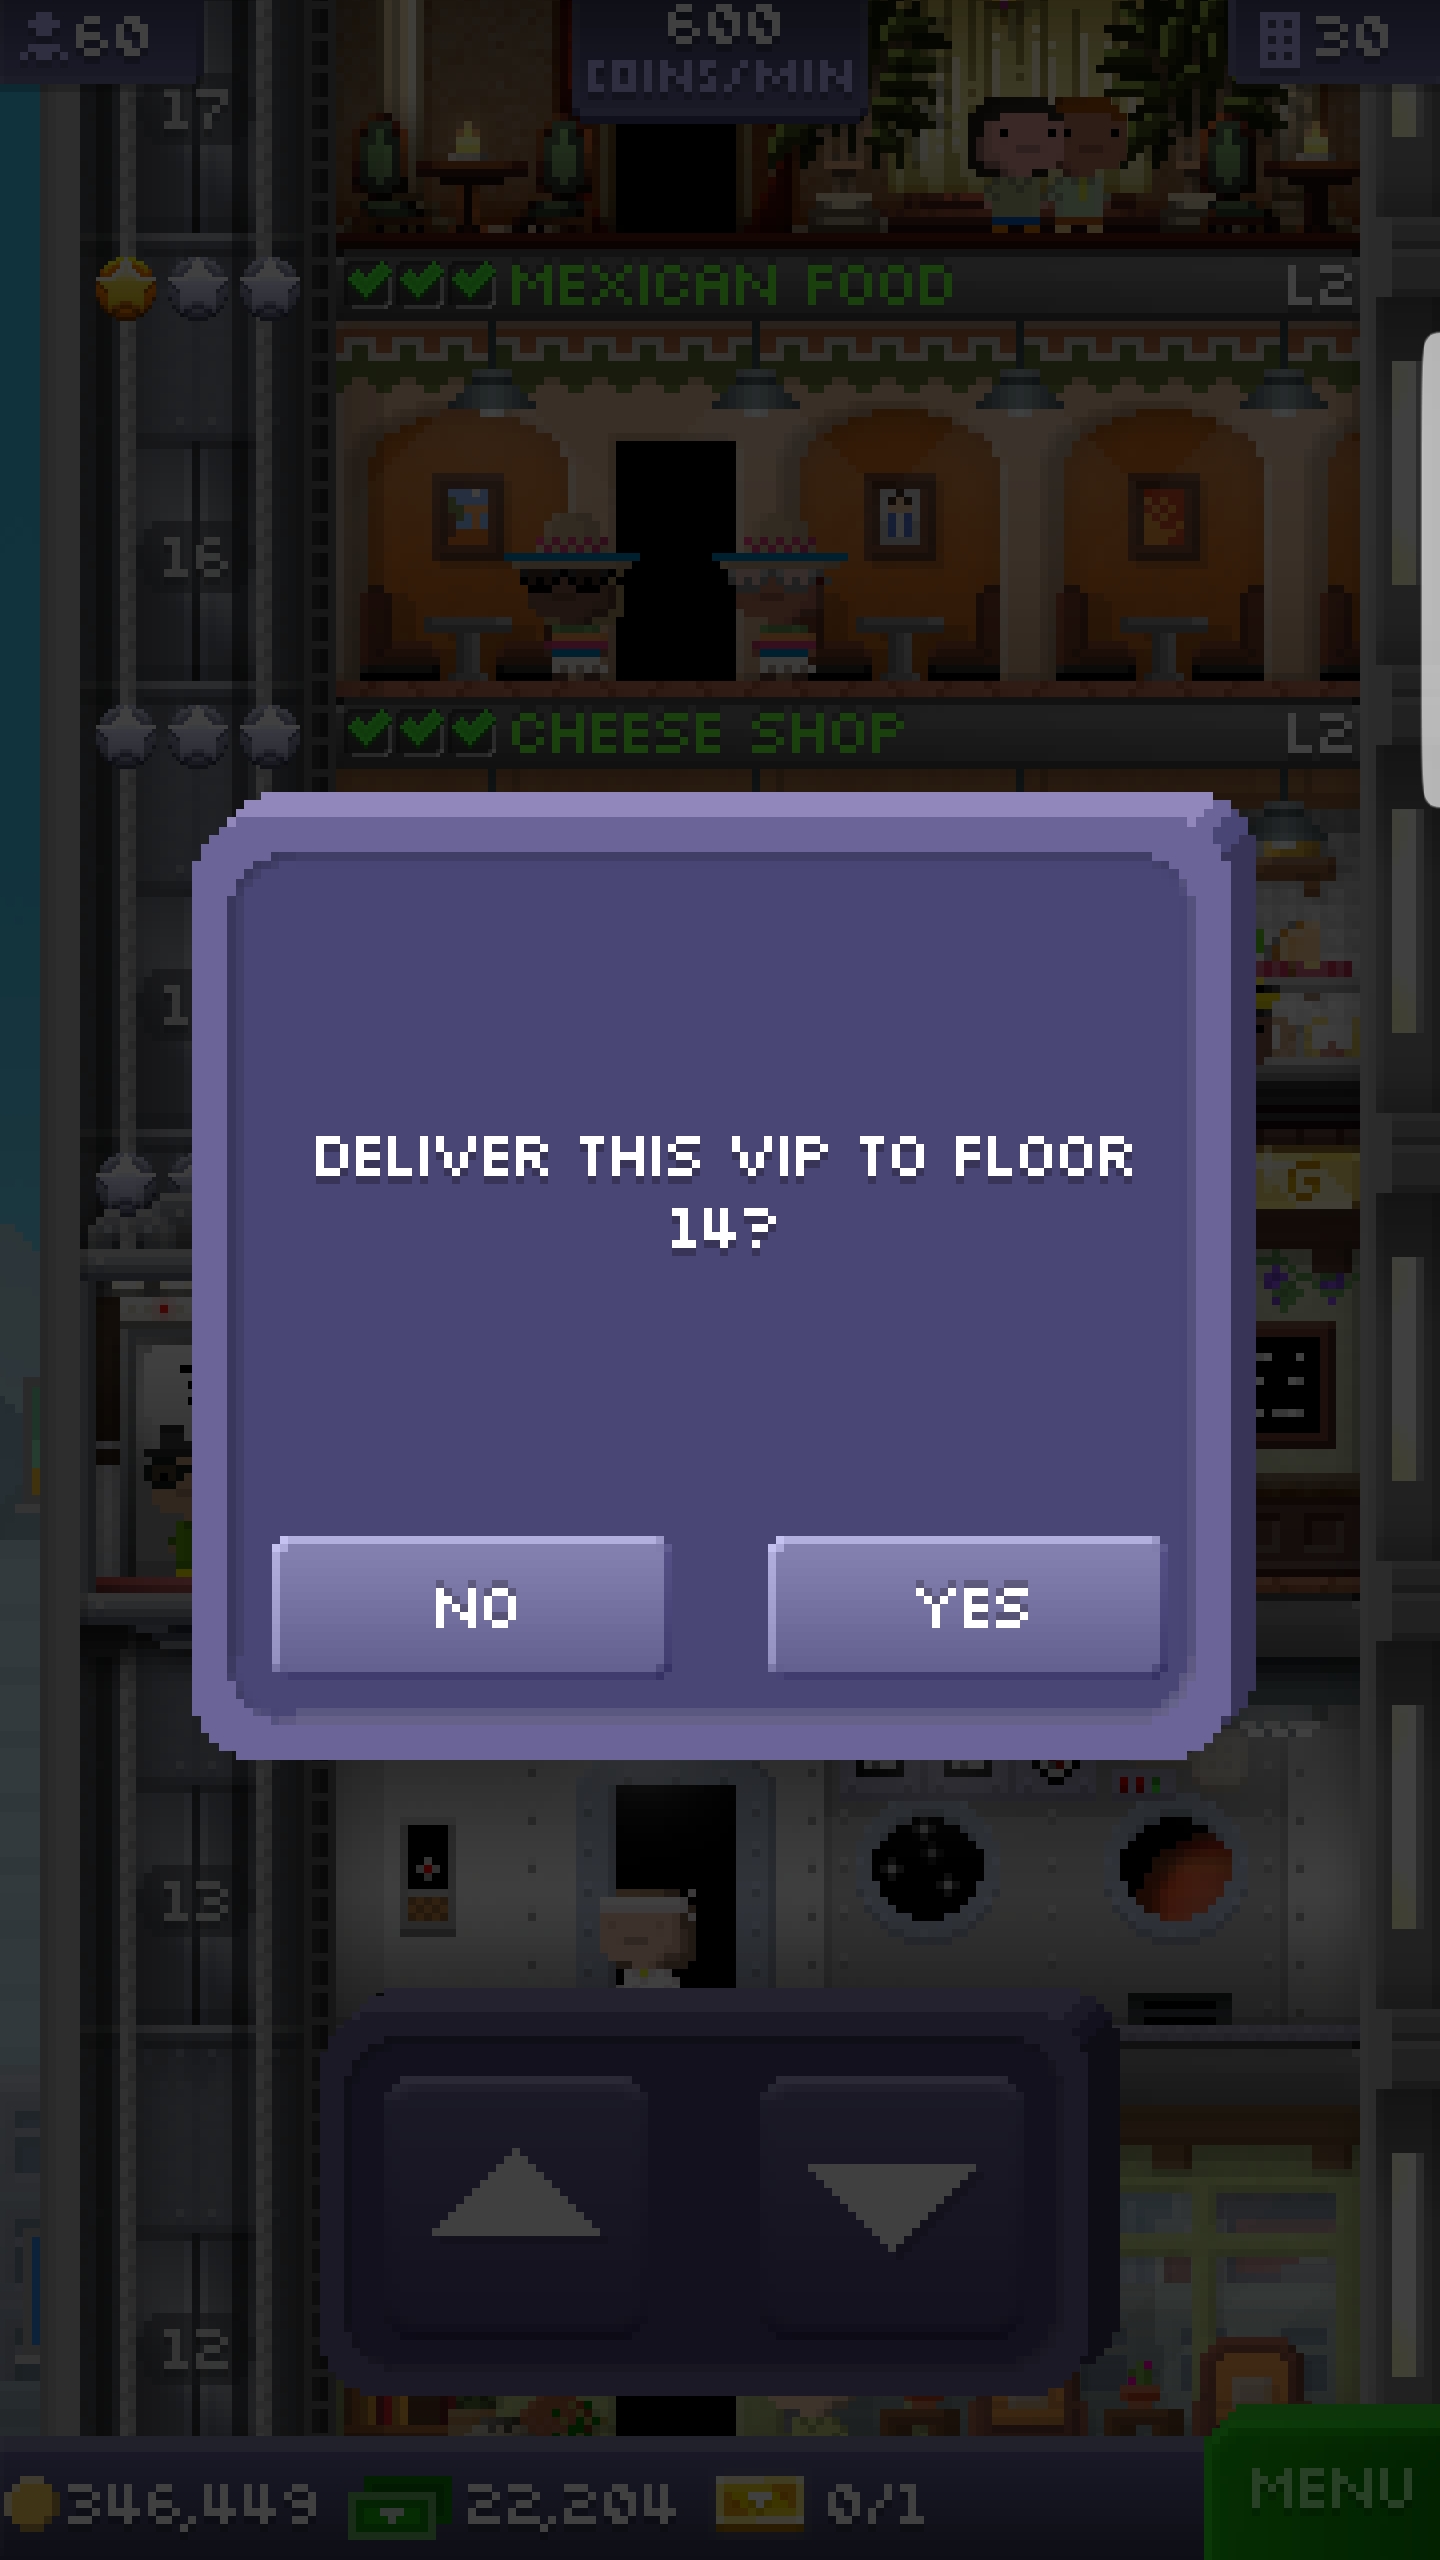 60
600
COINS/MIN
30
17
MEXICAN FOOD
L2
16
CHEESE SHOP
L2
1
G
DELIVER THIS VIP TO FLOOR
14?
NO
YES
13
12
346,449
22,204
0/1
MENU